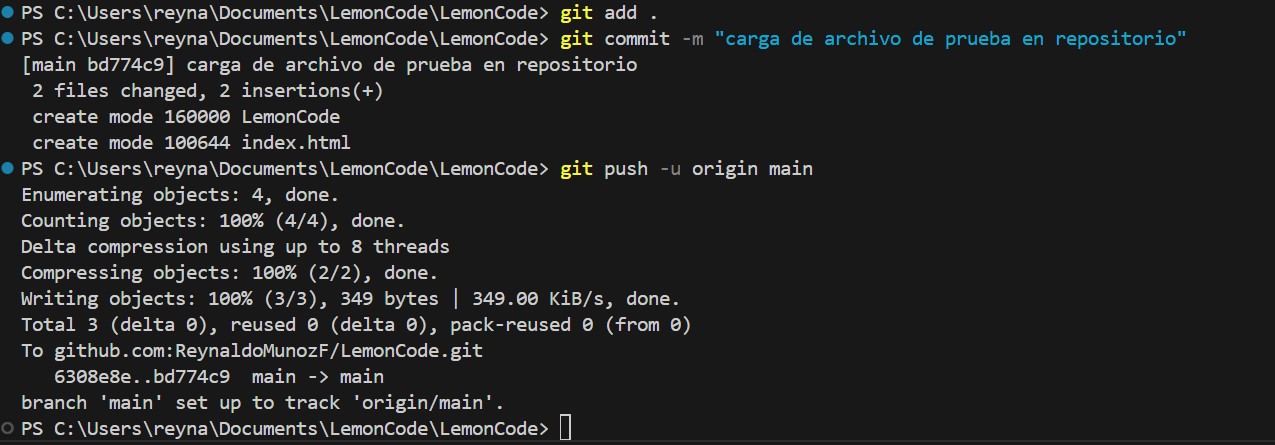 PS C:\Users\reyna\Documents\LemonCode\LemonCode> git add .
PS C:\Users\reyna\Documents\LemonCode\LemonCode> git commit -m "carga de archivo de prueba en repositorio"
[main bd774c9] carga de archivo de prueba en repositorio
 2 files changed, 2 insertions(+)
 create mode 160000 LemonCode
 create mode 100644 index.html
PS C:\Users\reyna\Documents\LemonCode\LemonCode> git push -u origin main
Enumerating objects: 4, done.
Counting objects: 100% (4/4), done.
Delta compression using up to 8 threads
Compressing objects: 100% (2/2), done.
Writing objects: 100% (3/3), 349 bytes | 349.00 KiB/s, done.
Total 3 (delta 0), reused 0 (delta 0), pack-reused 0 (from 0)
To github.com:ReynaldoMunozF/LemonCode.git
   6308e8e..bd774c9  main -> main
branch 'main' set up to track 'origin/main'.
PS C:\Users\reyna\Documents\LemonCode\LemonCode>